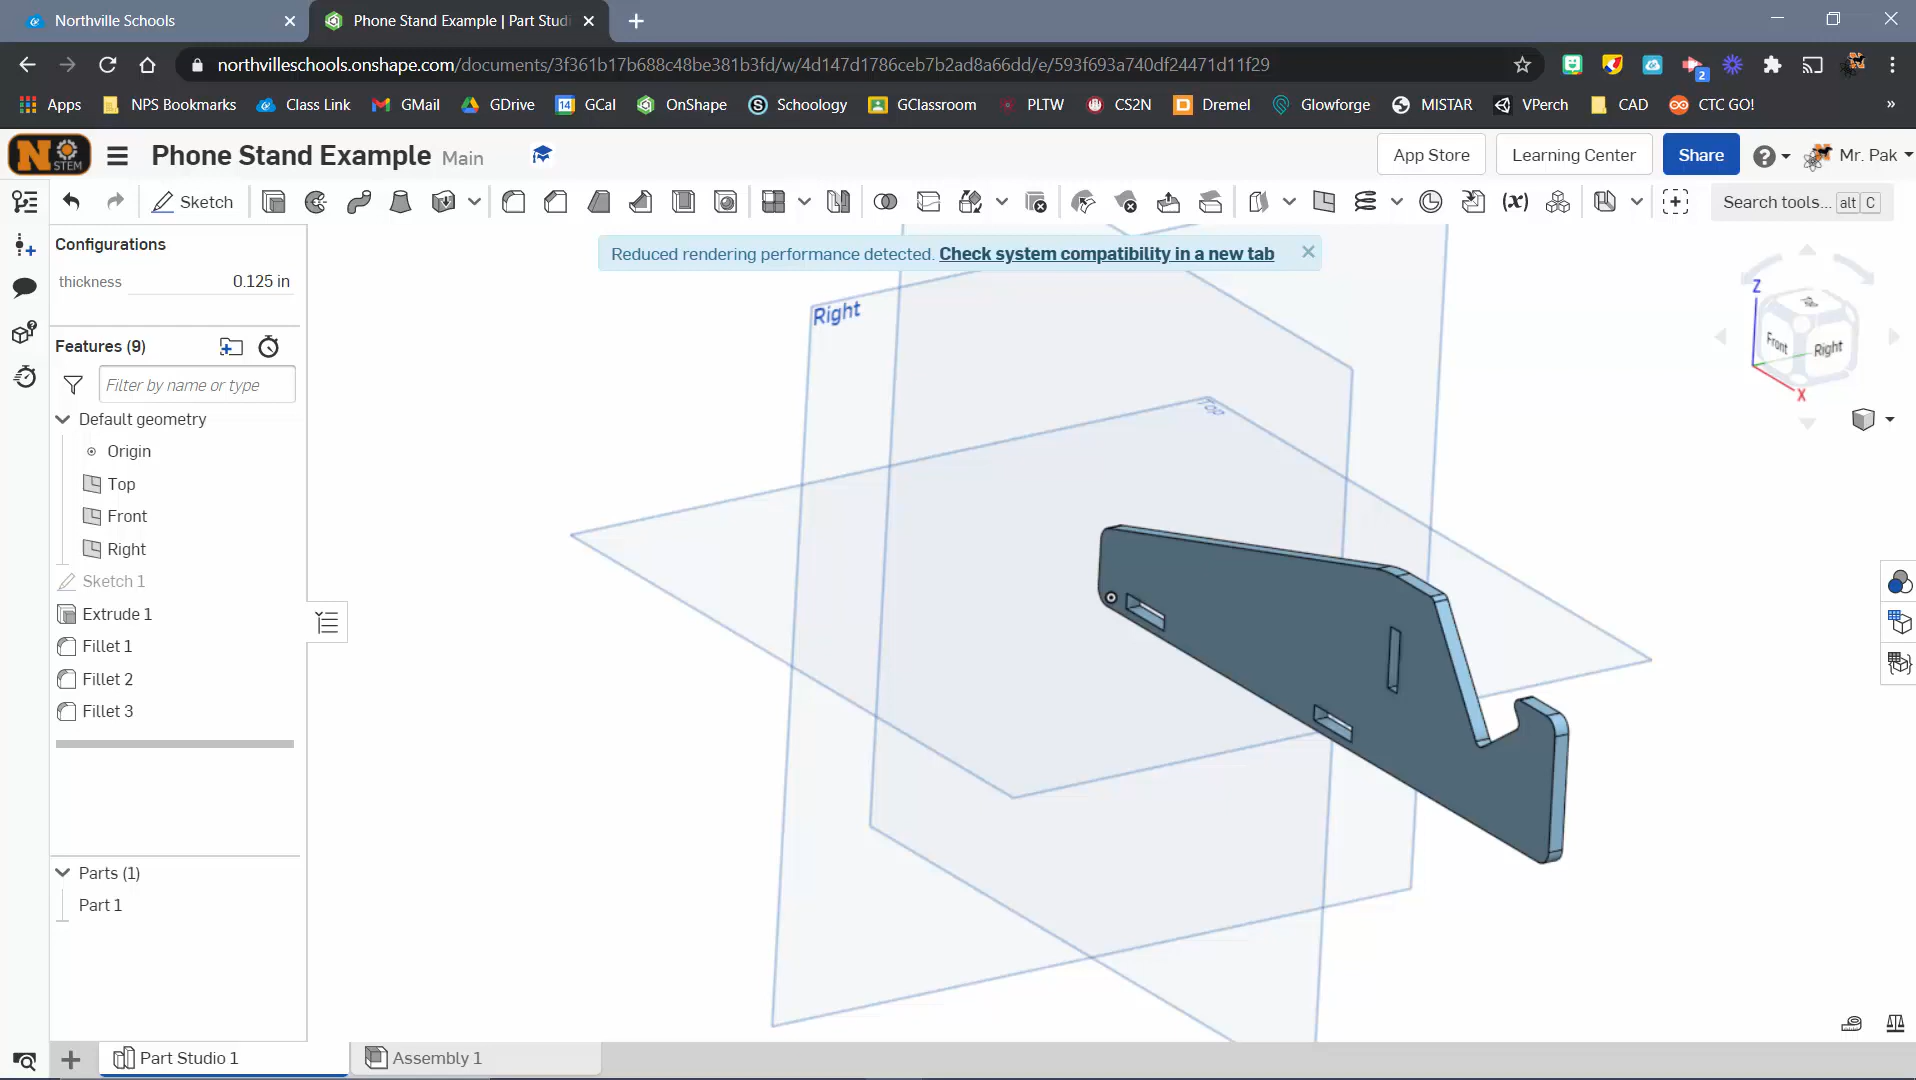 Northville Schools
Phone Stand Example | Part Studi
northvilleschools.onshape.com/documents/3f361b17b688c48be381b3fd/w/4d147d1786ceb7b2ad8a66dd/e/593f693a740df24471d11f29
2
Apps NPS Bookmarks Class Link GMail GDrive 14 GCal OnShape Schoology GClassroom PLTW CS2N Dremel Glowforge MISTAR VPerch CAD CTC GO! »
N STEM Phone Stand Example Main App Store Learning Center Share Mr. Pak
Sketch (x) Search tools... alt C
Configurations
thickness 0.125 in
Reduced rendering performance detected. Check system compatibility in a new tab
Features (9)
Filter by name or type
Default geometry
Origin
Top
Front
Right
Sketch 1
Extrude 1
Fillet 1
Fillet 2
Fillet 3
Parts (1)
Part 1
Right
Top
Z
Front
Right
X
Part Studio 1
Assembly 1